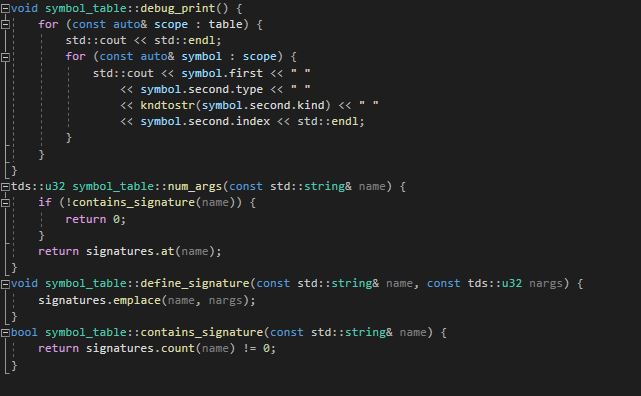 void symbol_table::debug_print() {
    for (const auto& scope : table) {
        std::cout << std::endl;
        for (const auto& symbol : scope) {
            std::cout << symbol.first << " "
                << symbol.second.type << " "
                << kndtostr(symbol.second.kind) << " "
                << symbol.second.index << std::endl;
        }
    }
}
tds::u32 symbol_table::num_args(const std::string& name) {
    if (!contains_signature(name)) {
        return 0;
    }
    return signatures.at(name);
}
void symbol_table::define_signature(const std::string& name, const tds::u32 nargs) {
    signatures.emplace(name, nargs);
}
bool symbol_table::contains_signature(const std::string& name) {
    return signatures.count(name) != 0;
}